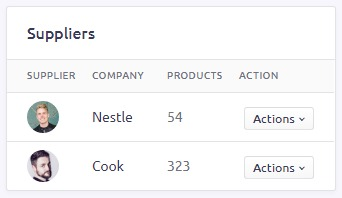 Suppliers
SUPPLIER COMPANY PRODUCTS ACTION
Nestle 54 Actions
Cook 323 Actions